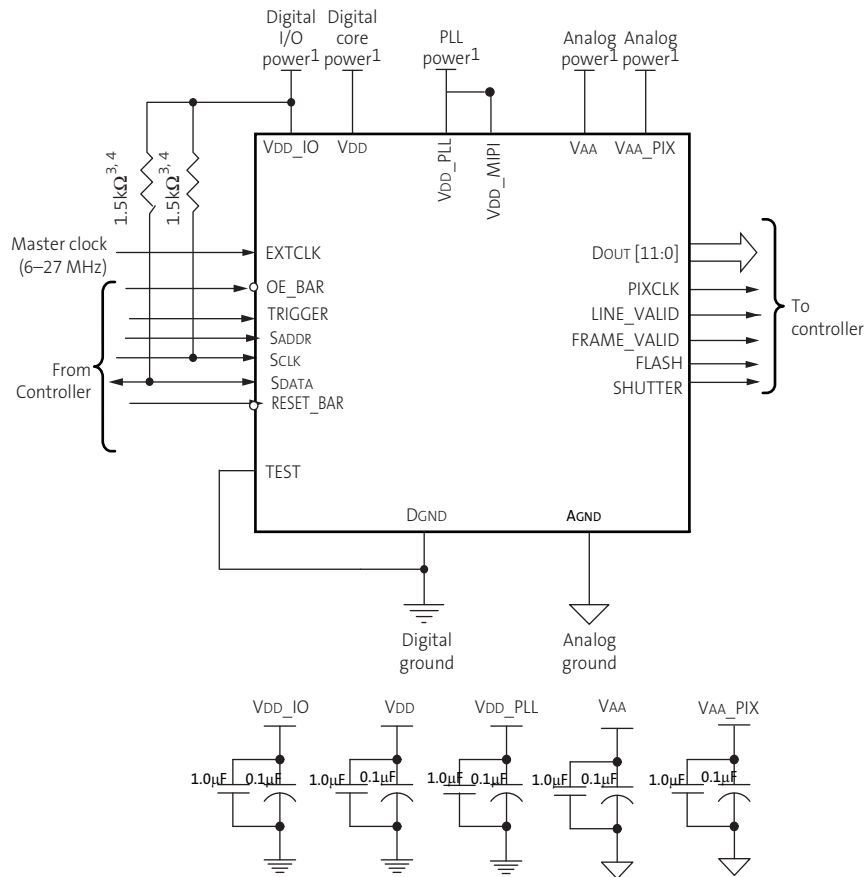 Digital I/O power1
Digital core power1
PLL power1
Analog power1
Analog power1
VDD_IO
VDD
VDD_PLL
VDD_MIPI
VAA
VAA_PIX
1.5kΩ3, 4
1.5kΩ3, 4
Master clock
(6–27 MHz)
EXTCLK
OE_BAR
TRIGGER
SADDR
SCLK
SDATA
RESET_BAR
From
Controller
TEST
DOUT [11:0]
PIXCLK
LINE_VALID
FRAME_VALID
FLASH
SHUTTER
To
controller
DGND
AGND
Digital
ground
Analog
ground
VDD_IO
VDD
VDD_PLL
VAA
VAA_PIX
1.0µF
0.1µF
1.0µF
0.1µF
1.0µF
0.1µF
1.0µF
0.1µF
1.0µF
0.1µF